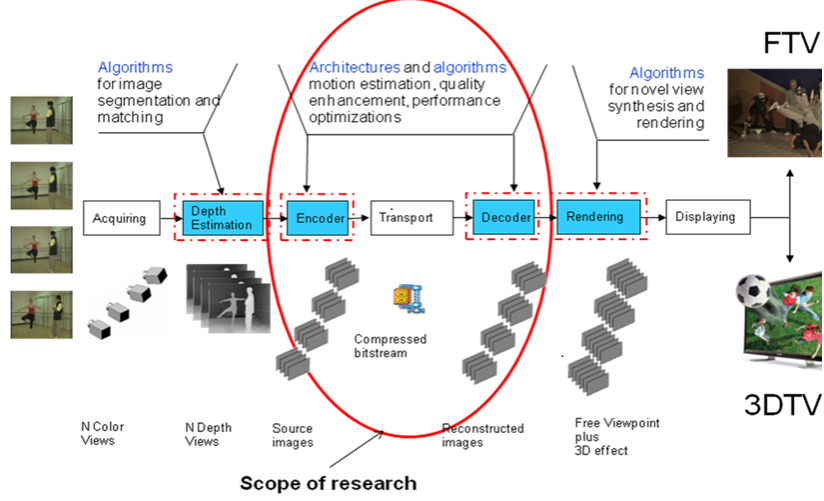 FTV
Algorithms
for image
segmentation and
matching
Architectures and algorithms
motion estimation, quality
enhancement, performance
optimizations
Algorithms
for novel view
synthesis and
rendering
Acquiring
Depth
Estimation
Encoder
Transport
Decoder
Rendering
Displaying
Compressed
bitstream
N Color
Views
N Depth
Views
Source
images
Reconstructed
images
Free Viewpoint
plus
3D effect
3DTV
Scope of research